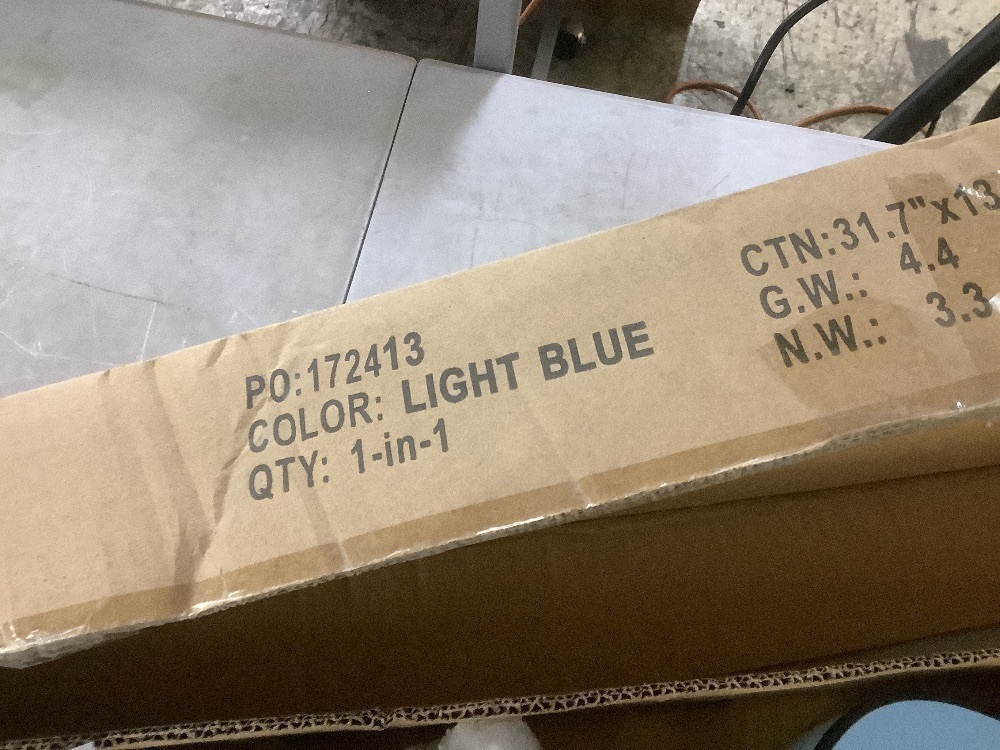 PO:172413
COLOR: LIGHT BLUE
QTY: 1-in-1
CTN:31.7"x13
G.W.: 4.4
N.W.: 3.3